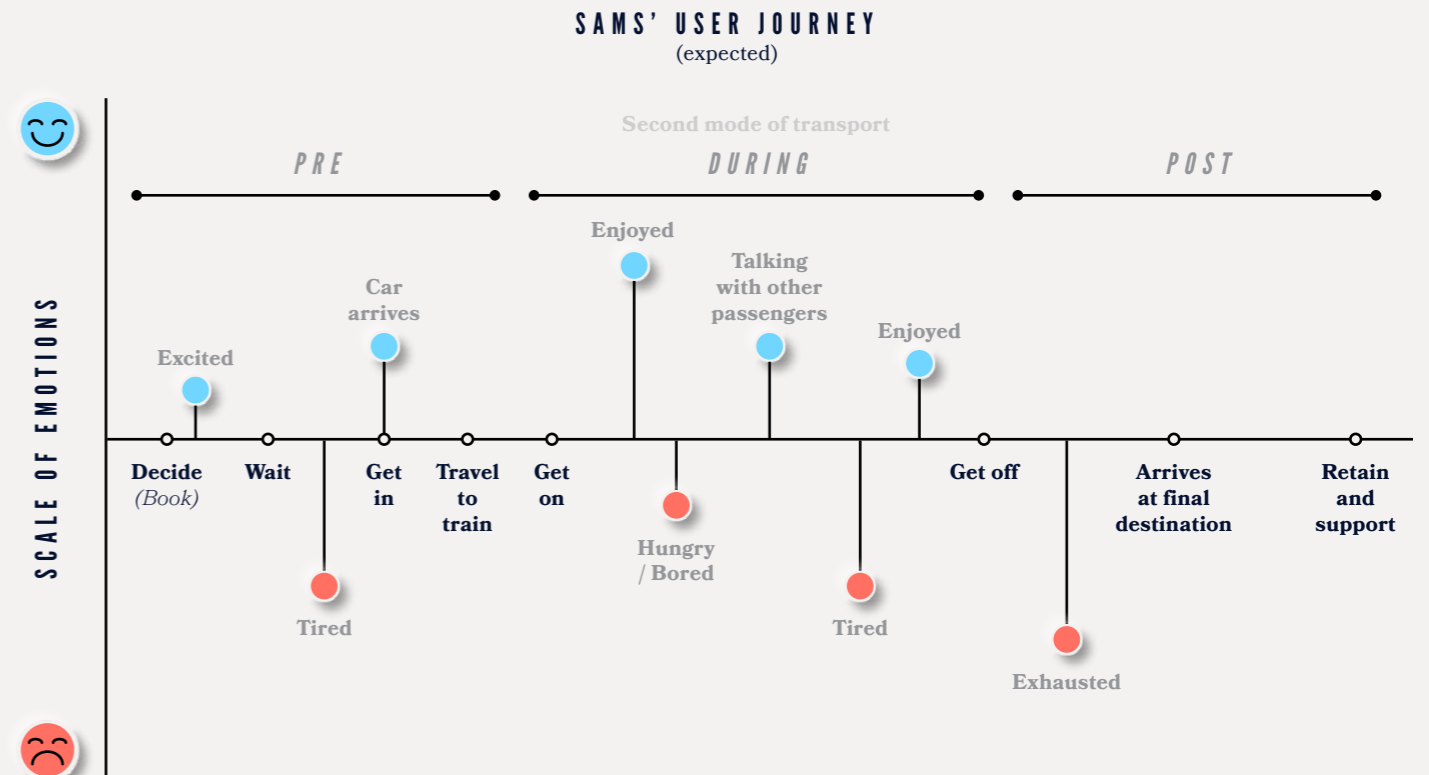 SAMS' USER JOURNEY
(expected)
Second mode of transport
PRE
DURING
POST
SCALE OF EMOTIONS
Enjoyed
Talking
with other
passengers
Car
arrives
Enjoyed
Excited
Decide
(Book)
Wait
Get
in
Travel
to
train
Get
on
Get off
Arrives
at final
destination
Retain
and
support
Hungry
/ Bored
Tired
Tired
Exhausted